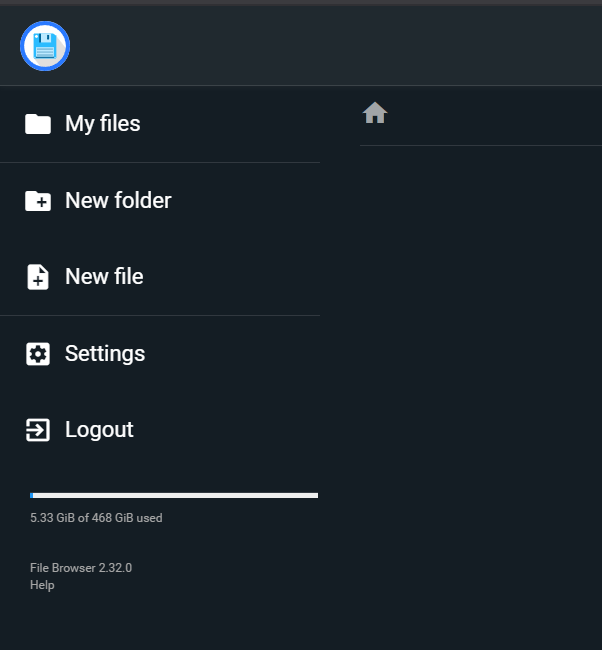 My files
New folder
New file
Settings
Logout
5.33 GiB of 468 GiB used
File Browser 2.32.0
Help